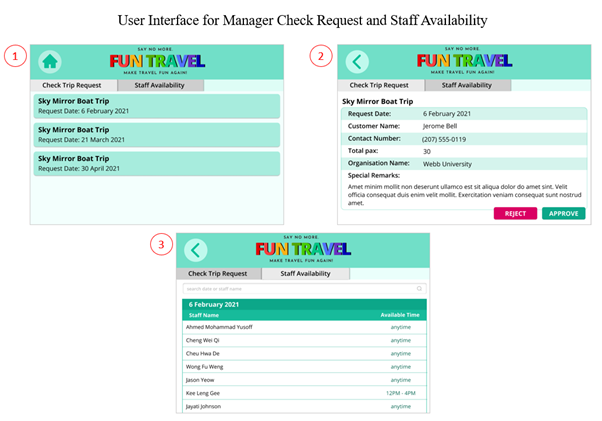 User Interface for Manager Check Request and Staff Availability
1
SAY NO MORE.
FUN TRAVEL
MAKE TRAVEL FUN AGAIN!
Check Trip Request
Staff Availability
Sky Mirror Boat Trip
Request Date: 6 February 2021
Sky Mirror Boat Trip
Request Date: 21 March 2021
Sky Mirror Boat Trip
Request Date: 30 April 2021
2
SAY NO MORE.
FUN TRAVEL
MAKE TRAVEL FUN AGAIN!
Check Trip Request
Staff Availability
Sky Mirror Boat Trip
Request Date: 6 February 2021
Customer Name: Jerome Bell
Contact Number: (207) 555-0119
Total pax: 30
Organisation Name: Webb University
Special Remarks:
Amet minim mollit non deserunt ullamco est sit aliqua dolor do amet sint. Velit
officia consequat duis enim velit mollit. Exercitation veniam consequat sunt nostrud
amet.
REJECT
APPROVE
3
SAY NO MORE.
FUN TRAVEL
MAKE TRAVEL FUN AGAIN!
Check Trip Request
Staff Availability
search date or staff name
6 February 2021
Staff Name Available Time
Ahmed Mohammad Yusoff anytime
Cheng Wei Qi anytime
Cheu Hwa De anytime
Wong Fu Weng anytime
Jason Yeow anytime
Kee Leng Gee 12PM - 4PM
Jayati Johnson anytime